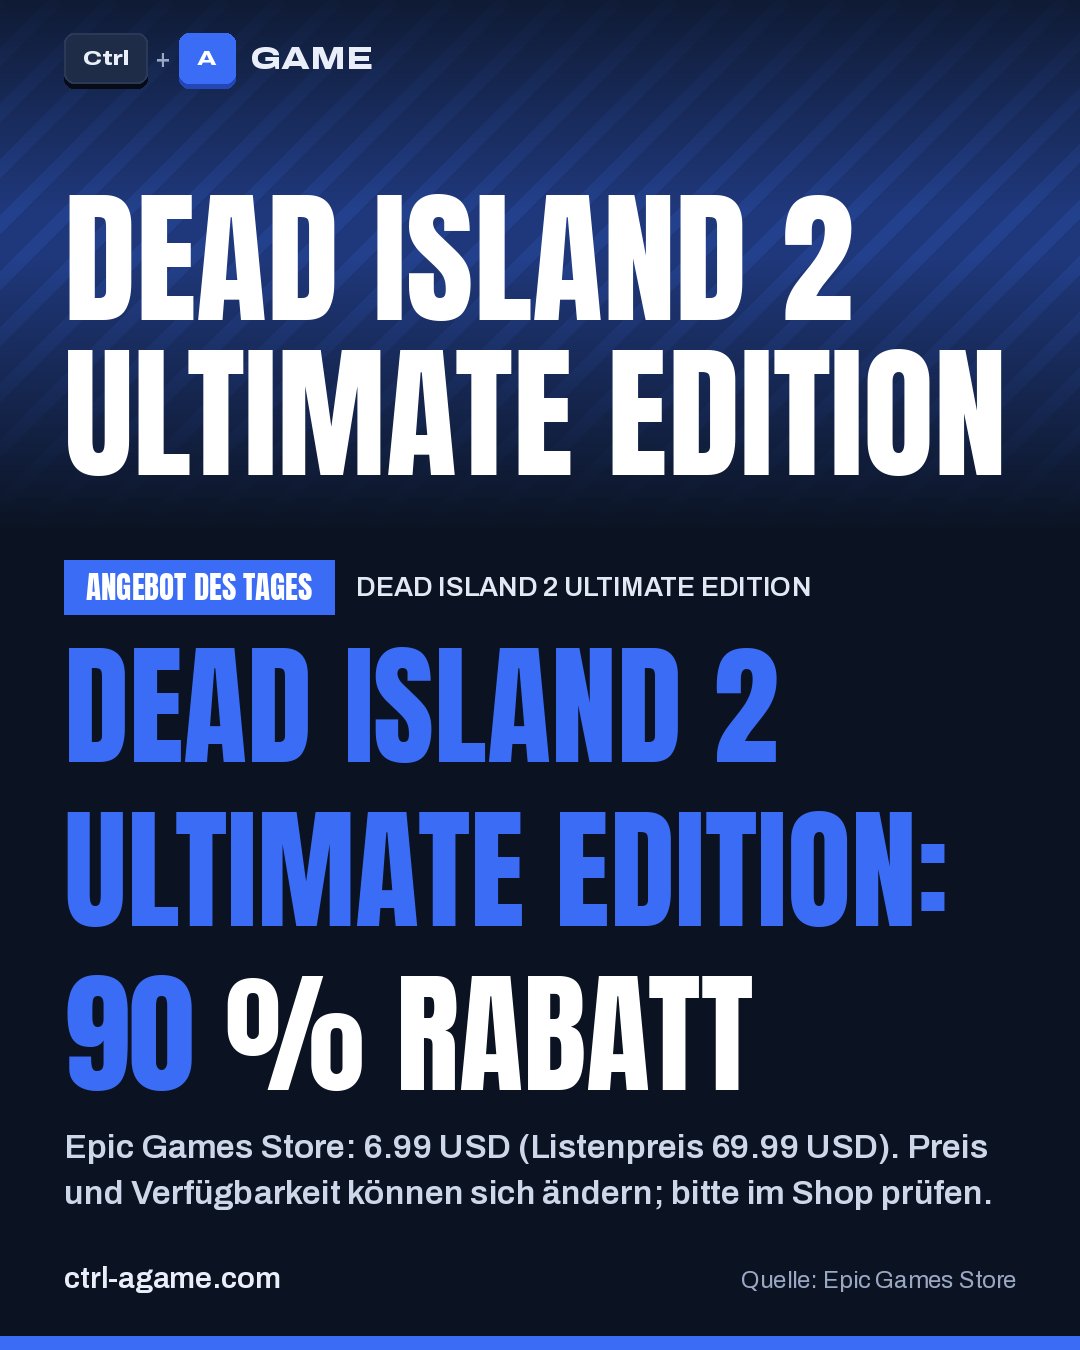 Ctrl + A GAME
DEAD ISLAND 2
ULTIMATE EDITION
ANGEBOT DES TAGES DEAD ISLAND 2 ULTIMATE EDITION
DEAD ISLAND 2
ULTIMATE EDITION:
90 % RABATT
Epic Games Store: 6.99 USD (Listenpreis 69.99 USD). Preis
und Verfügbarkeit können sich ändern; bitte im Shop prüfen.
ctrl-agame.com Quelle: Epic Games Store